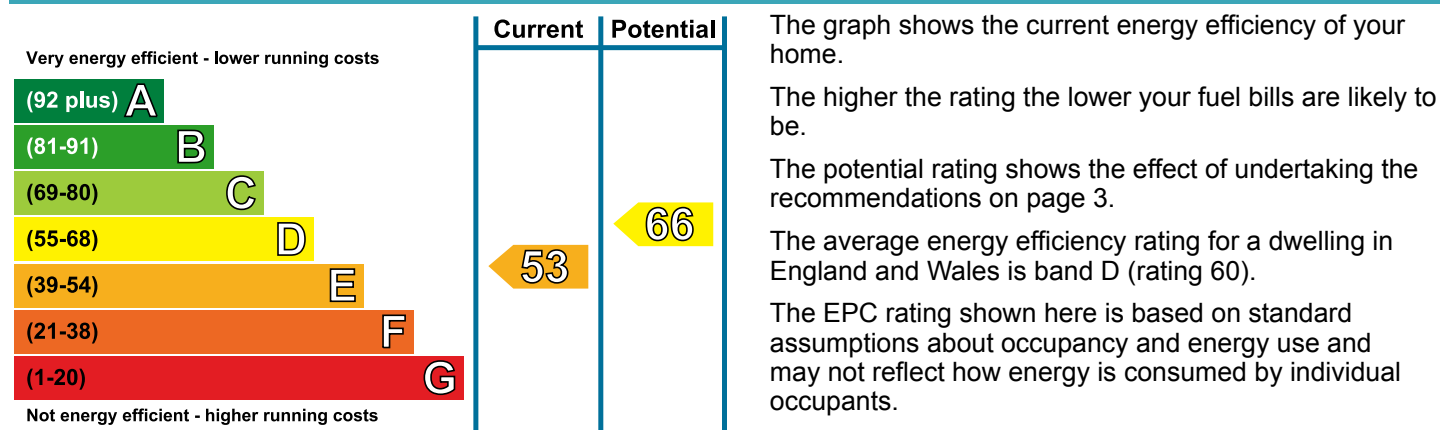 Current
Potential
Very energy efficient - lower running costs
(92 plus) A
(81-91) B
(69-80) C
(55-68) D
(39-54) E
(21-38) F
(1-20) G
Not energy efficient - higher running costs
53
66
The graph shows the current energy efficiency of your
home.
The higher the rating the lower your fuel bills are likely to
be.
The potential rating shows the effect of undertaking the
recommendations on page 3.
The average energy efficiency rating for a dwelling in
England and Wales is band D (rating 60).
The EPC rating shown here is based on standard
assumptions about occupancy and energy use and
may not reflect how energy is consumed by individual
occupants.